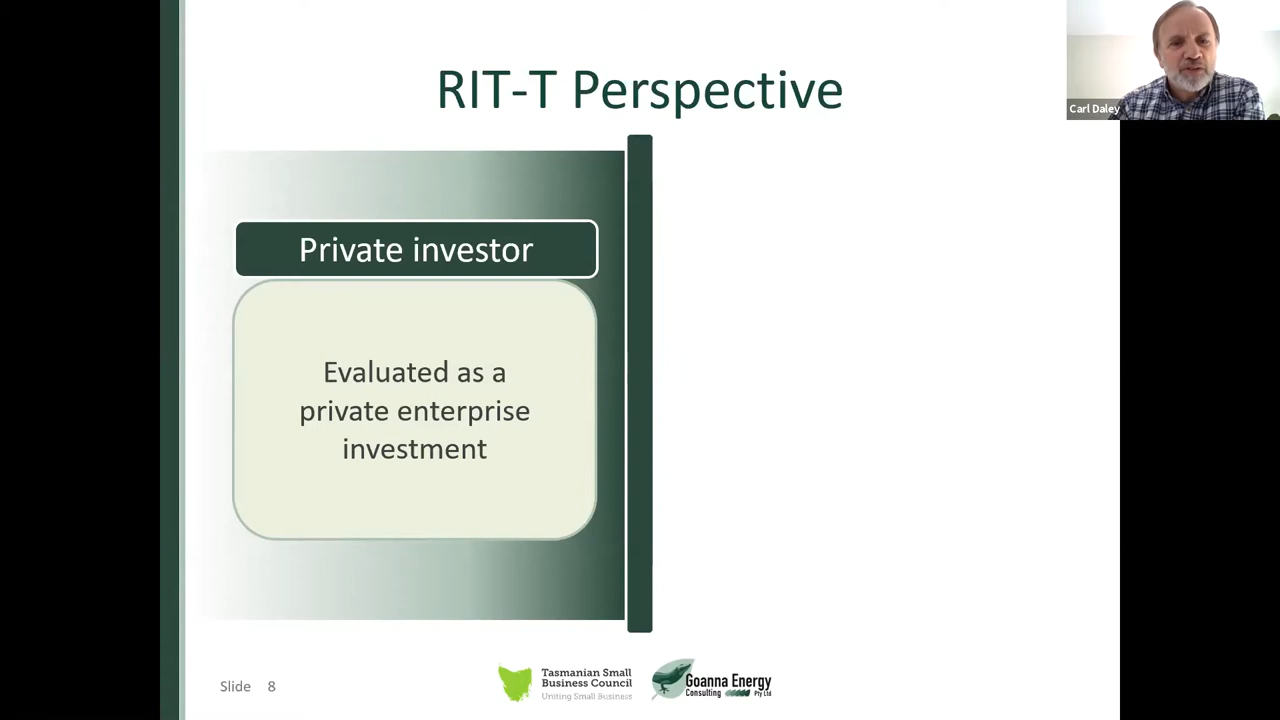 RIT-T Perspective
Carl Daley
Private investor
Evaluated as a
private enterprise
investment
Slide 8
Tasmanian Small
Business Council
Uniting Small Business
Goanna Energy
Consulting Pty Ltd